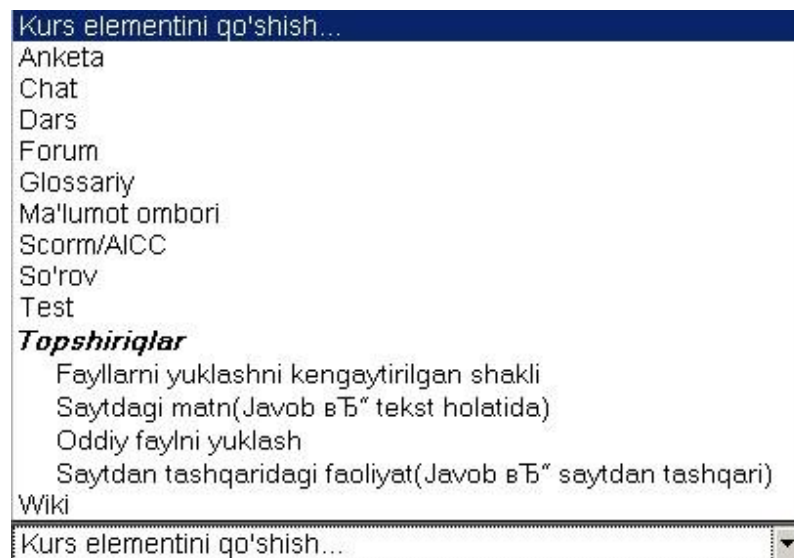 Kurs elementini qo'shish...
Anketa
Chat
Dars
Forum
Glossariy
Ma'lumot ombori
Scorm/AICC
So'rov
Test
Topshiriqlar
Fayllarni yuklashni kengaytirilgan shakli
Saytdagi matn(Javob вЂ“ tekst holatida)
Oddiy faylni yuklash
Saytdan tashqaridagi faoliyat(Javob вЂ“ saytdan tashqari)
Wiki
Kurs elementini qo'shish...